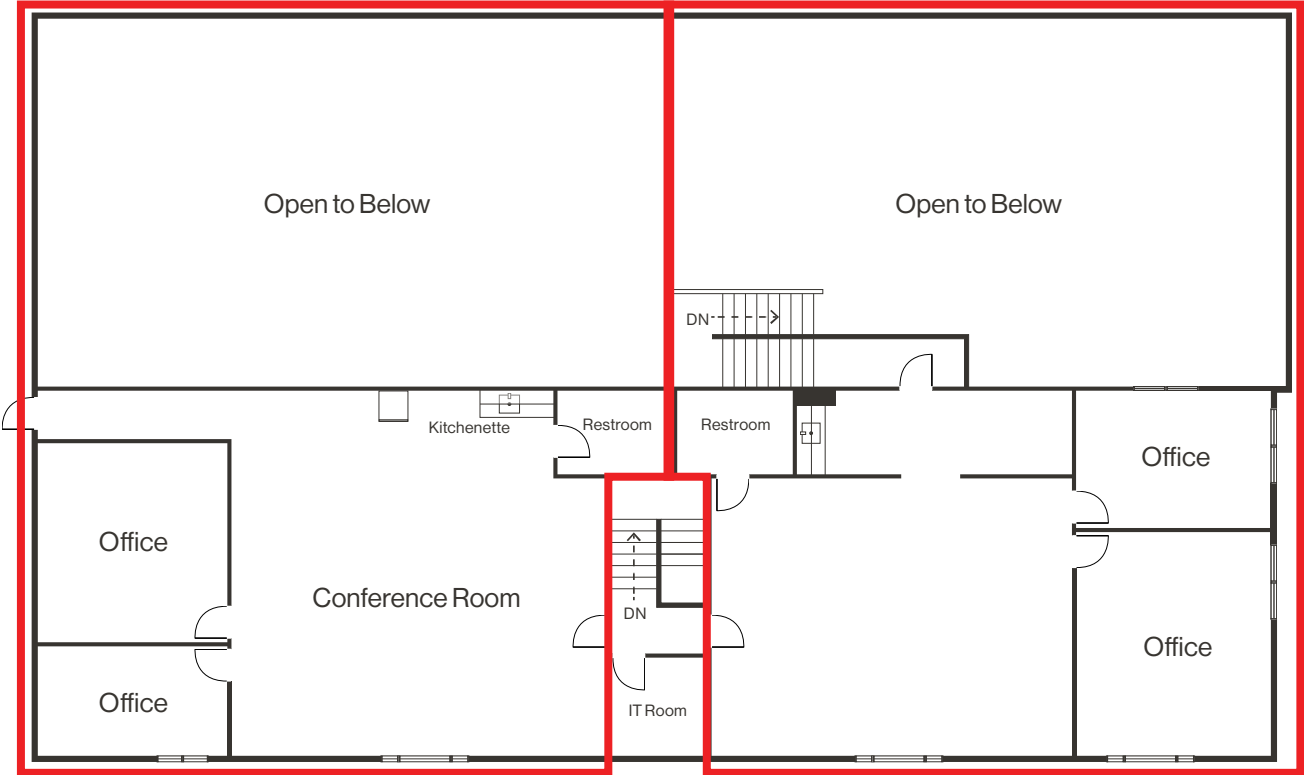 Open to Below
Open to Below
DN
Kitchenette
Restroom
Restroom
Office
Office
Conference Room
DN
Office
Office
IT Room